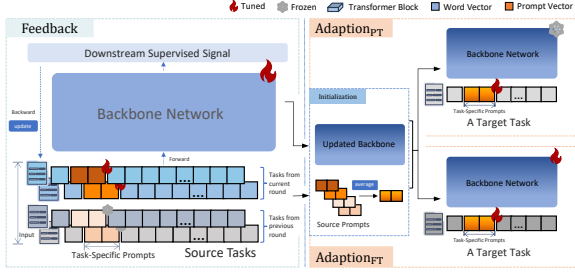 Tuned
Frozen
Transformer Block
Word Vector
Prompt Vector
Feedback
Downstream Supervised Signal
Backward
update
Backbone Network
Forward
Tasks from
current
round
Input
Tasks from
previous
round
Task-Specific Prompts
Source Tasks
AdaptionPT
Initialization
Updated Backbone
average
Source Prompts
Backbone
Network
...
Task-Specific Prompts
A Target Task
Backbone
Network
...
Task-Specific Prompts
A Target Task
AdaptionFT